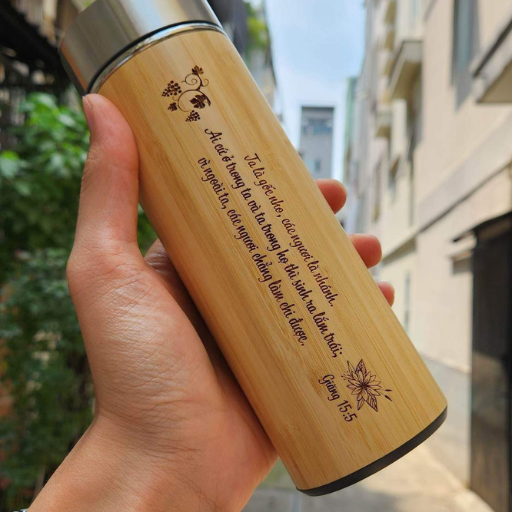 Ta là gốc nho, các ngươi là nhánh.
Ai cứ ở trong ta và ta trong họ thì sinh ra lắm trái;
vì ngoài ta, các ngươi chẳng làm chi được.
Giăng 15:5